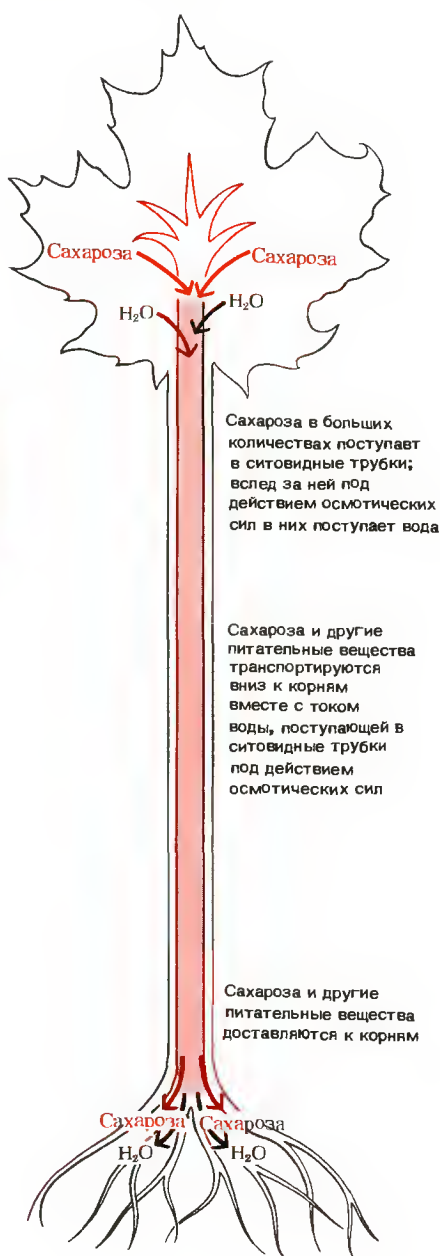 Сахароза
Сахароза
H₂O
H₂O
Сахароза в больших
количествах поступавт
в ситовидные трубки;
вслед за ней под
действием осмотических
сил в них поступает вода
Сахароза и другие
питательные вещества
транспортируются
вниз к корням
вместе с током
воды, поступающей в
ситовидные трубки
под действием
осмотических сил
Сахароза и другие
питательные вещества
доставляются к корням
Сахароза
Сахароза
H₂O
H₂O